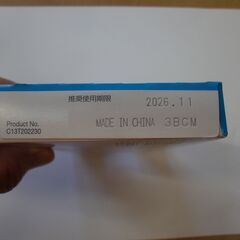 推奨使用期限 2026.11
Product No. MADE IN CHINA 3BCM
C13T202230